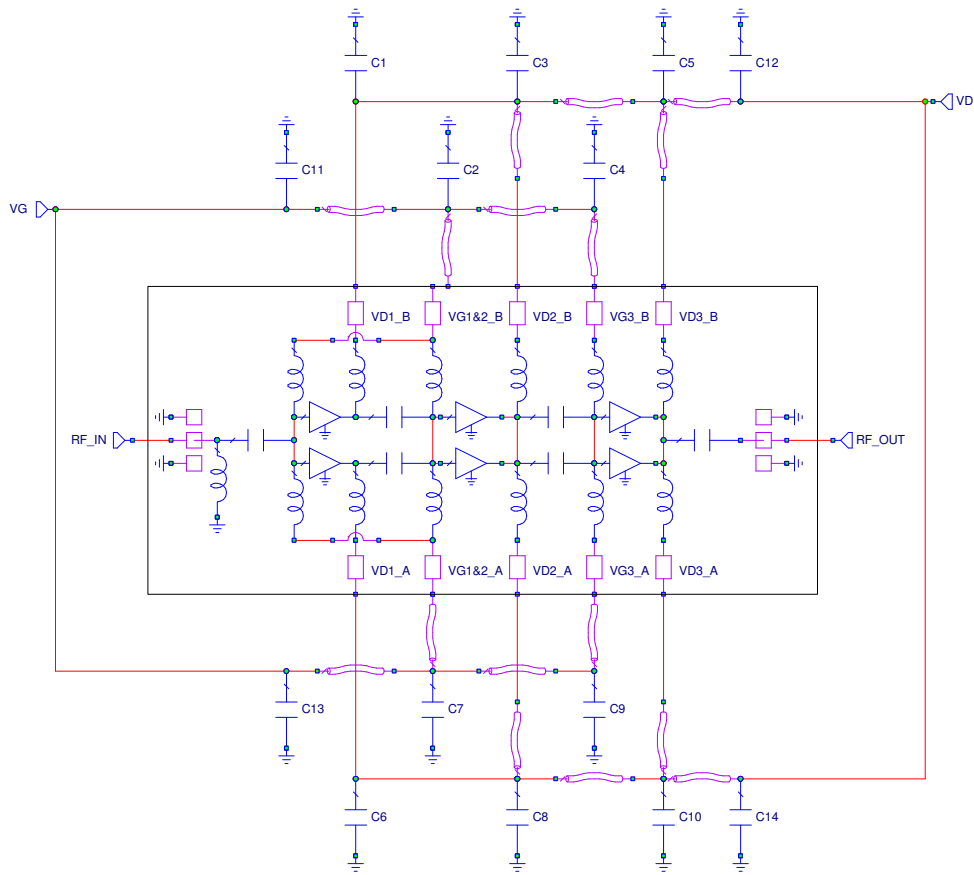 C1
C3
C5
C12
VD
C11
C2
C4
VG
VD1_B
VG1&2_B
VD2_B
VG3_B
VD3_B
RF_IN
RF_OUT
VD1_A
VG1&2_A
VD2_A
VG3_A
VD3_A
C13
C7
C9
C6
C8
C10
C14